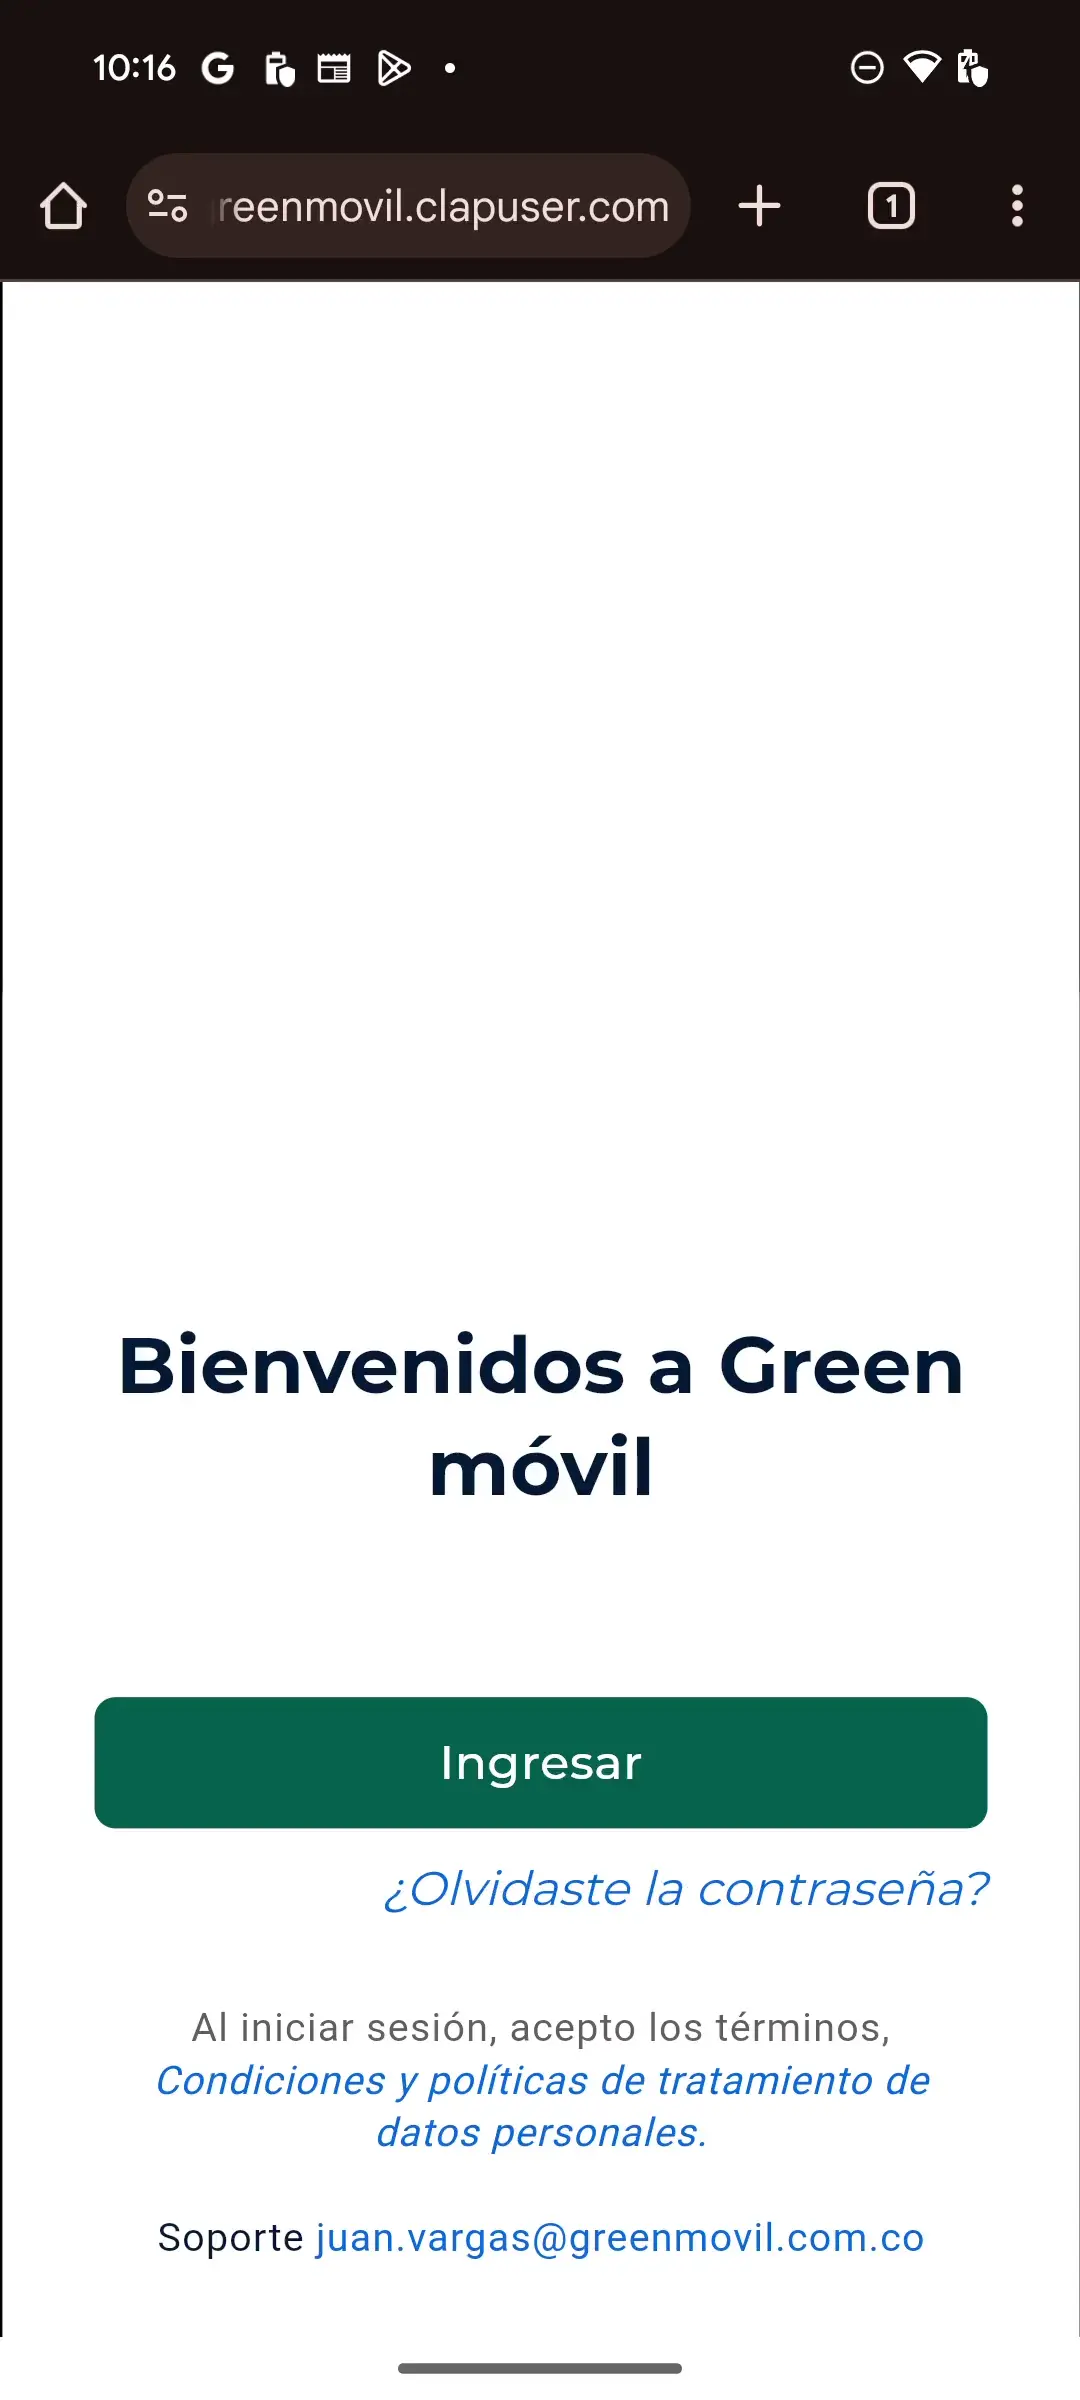 10:16
reenmovil.clapuser.com
1
Bienvenidos a Green
móvil
Ingresar
¿Olvidaste la contraseña?
Al iniciar sesión, acepto los términos,
Condiciones y políticas de tratamiento de
datos personales.
Soporte juan.vargas@greenmovil.com.co